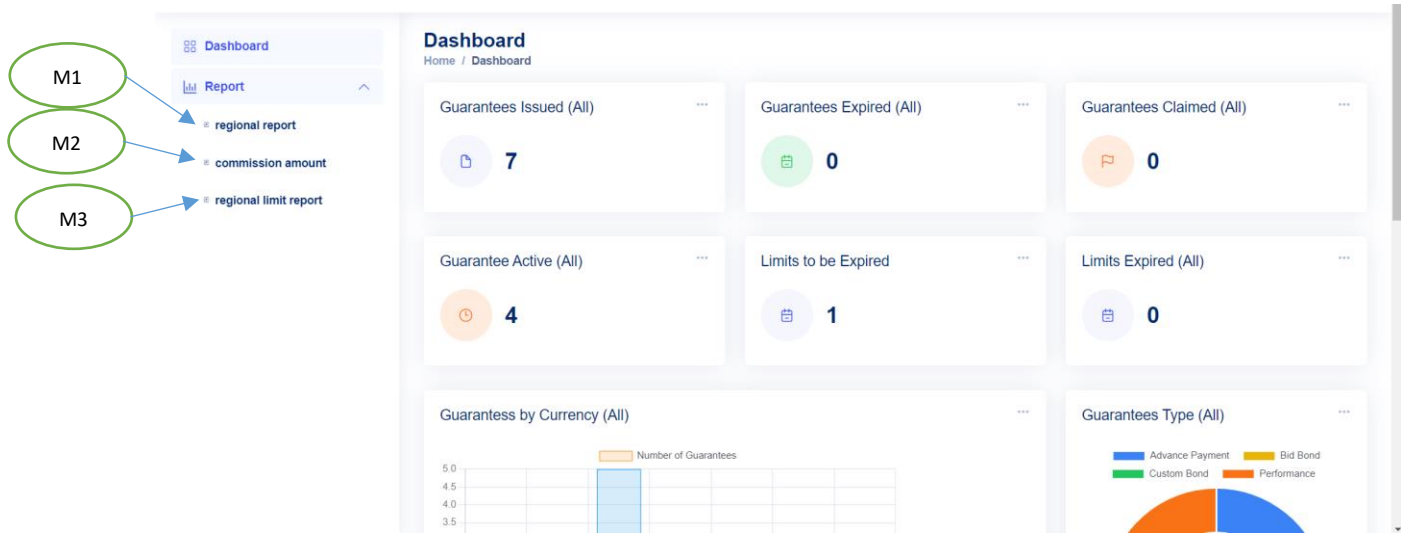 M1
M2
M3
Dashboard
Report
regional report
commission amount
regional limit report
Dashboard
Home / Dashboard
Guarantees Issued (All)
7
Guarantees Expired (All)
0
Guarantees Claimed (All)
0
Guarantee Active (All)
4
Limits to be Expired
1
Limits Expired (All)
0
Guarantess by Currency (All)
Number of Guarantees
5.0
4.5
4.0
3.5
Guarantees Type (All)
Advance Payment Bid Bond
Custom Bond Performance